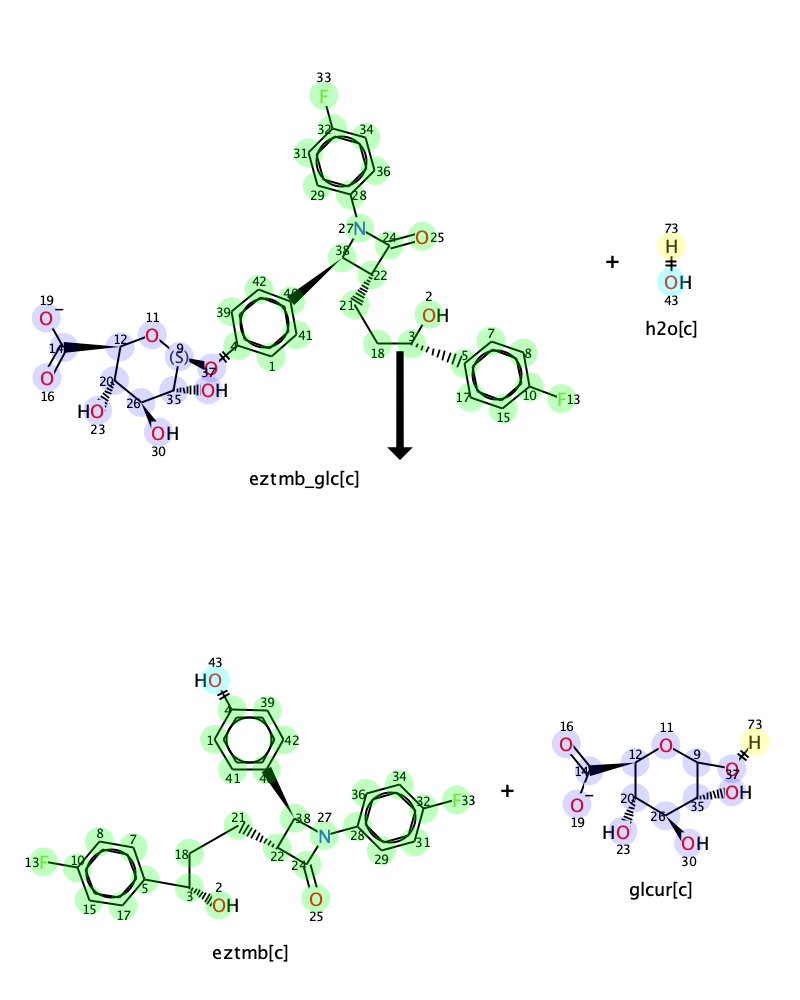 33
F
32
34
31
36
29
28
27
N
24
O
25
38
22
42
40
21
2
39
OH
19
O−
11
O
41
4
12
9
(S)
1
18
3
7
14
O
37
5
8
16
O
20
35
OH
17
10
F
13
HO
26
15
23
OH
30
eztmb_glc[c]
+
73
H
OH
43
h2o[c]
43
HO
4
39
1
42
41
40
38
27
N
36
34
32
F
33
28
29
31
21
22
24
O
25
8
7
18
13
F
10
5
3
2
OH
15
17
eztmb[c]
+
16
O
11
O
73
H
14
12
9
O
37
O−
19
20
35
OH
HO
26
23
OH
30
glcur[c]